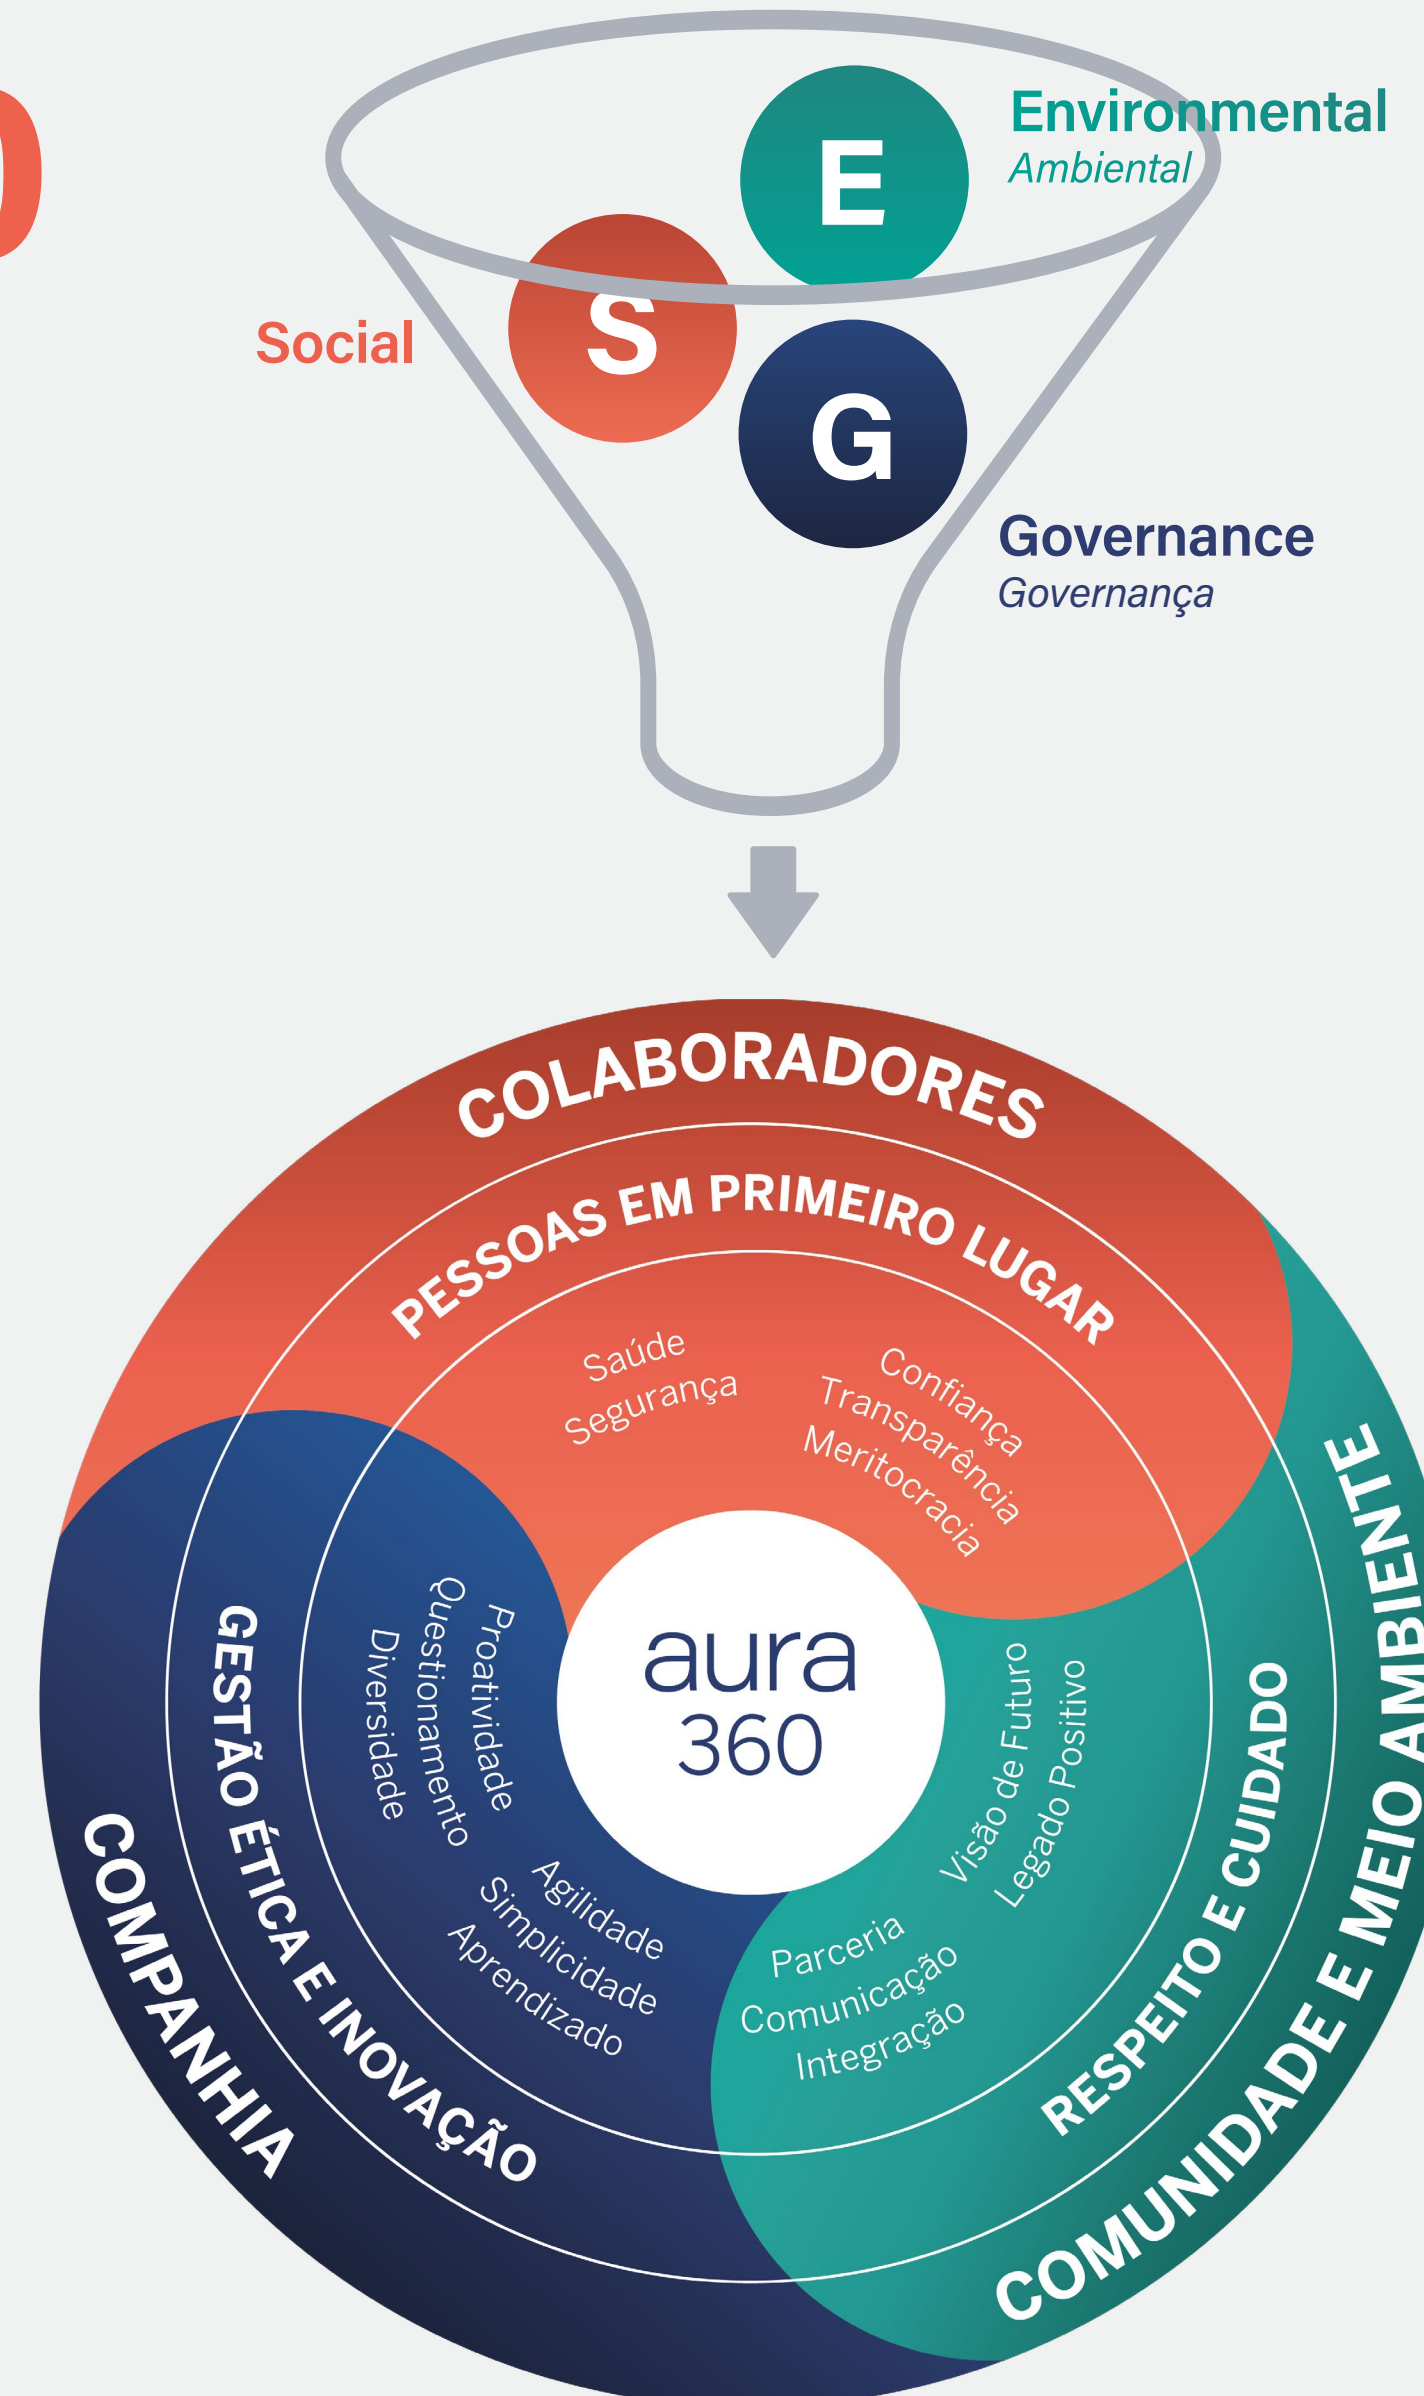 E
Environmental
Ambiental
S
Social
G
Governance
Governança
COLABORADORES
PESSOAS EM PRIMEIRO LUGAR
Saúde
Segurança
Confiança
Transparência
Meritocracia
COMUNIDADE E MEIO AMBIENTE
RESPEITO E CUIDADO
Visão de Futuro
Legado Positivo
Parceria
Comunicação
Integração
COMPANHIA
GESTÃO ÉTICA E INOVAÇÃO
Proatividade
Questionamento
Diversidade
Agilidade
Simplicidade
Aprendizado
aura
360